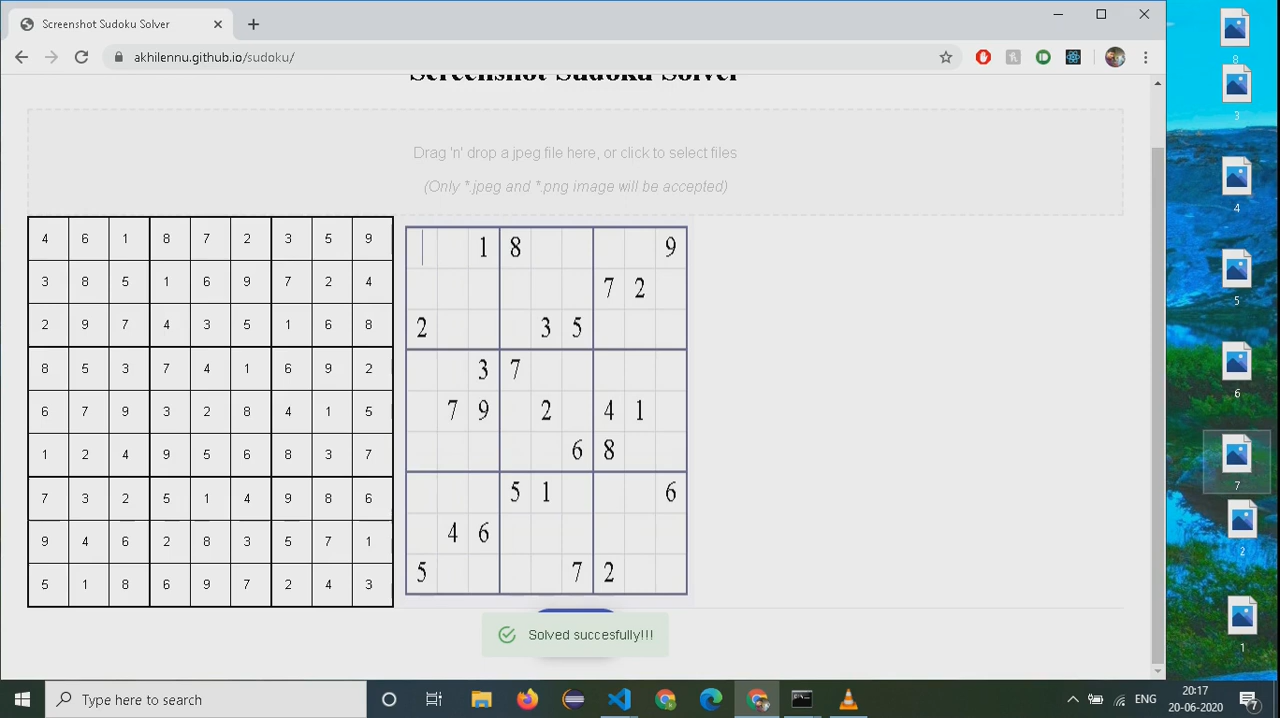 Screenshot Sudoku Solver
akhilennu.github.io/sudoku/
Screenshot Sudoku Solver
Drag 'n' drop a jpeg file here, or click to select files
(Only *.jpeg and *.png image will be accepted)
4 6 1 8 7 2 3 5 9
3 8 5 1 6 9 7 2 4
2 9 7 4 3 5 1 6 8
8 5 3 7 4 1 6 9 2
6 7 9 3 2 8 4 1 5
1 2 4 9 5 6 8 3 7
7 3 2 5 1 4 9 8 6
9 4 6 2 8 3 5 7 1
5 1 8 6 9 7 2 4 3
1 8 9
7 2
2 3 5
3 7
7 9 2 4 1
6 8
5 1 6
4 6
5 7 2
Solved succesfully!!!
8
3
4
5
6
7
2
1
Type here to search
ENG
20:17
20-06-2020
7